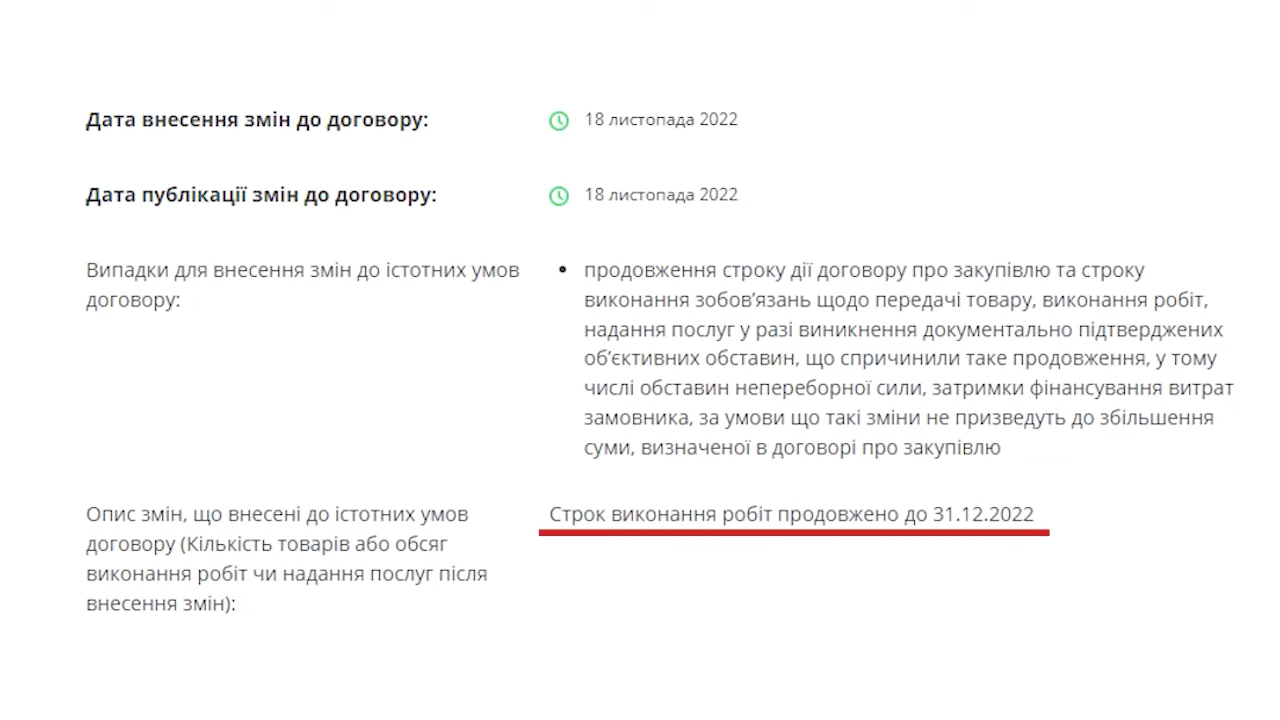 Дата внесення змін до договору:
18 листопада 2022
Дата публікації змін до договору:
18 листопада 2022
Випадки для внесення змін до істотних умов
договору:
продовження строку дії договору про закупівлю та строку
виконання зобов’язань щодо передачі товару, виконання робіт,
надання послуг у разі виникнення документально підтверджених
об’єктивних обставин, що спричинили таке продовження, у тому
числі обставин непереборної сили, затримки фінансування витрат
замовника, за умови що такі зміни не призведуть до збільшення
суми, визначеної в договорі про закупівлю
Опис змін, що внесені до істотних умов
договору (Кількість товарів або обсяг
виконання робіт чи надання послуг після
внесення змін):
Строк виконання робіт продовжено до 31.12.2022